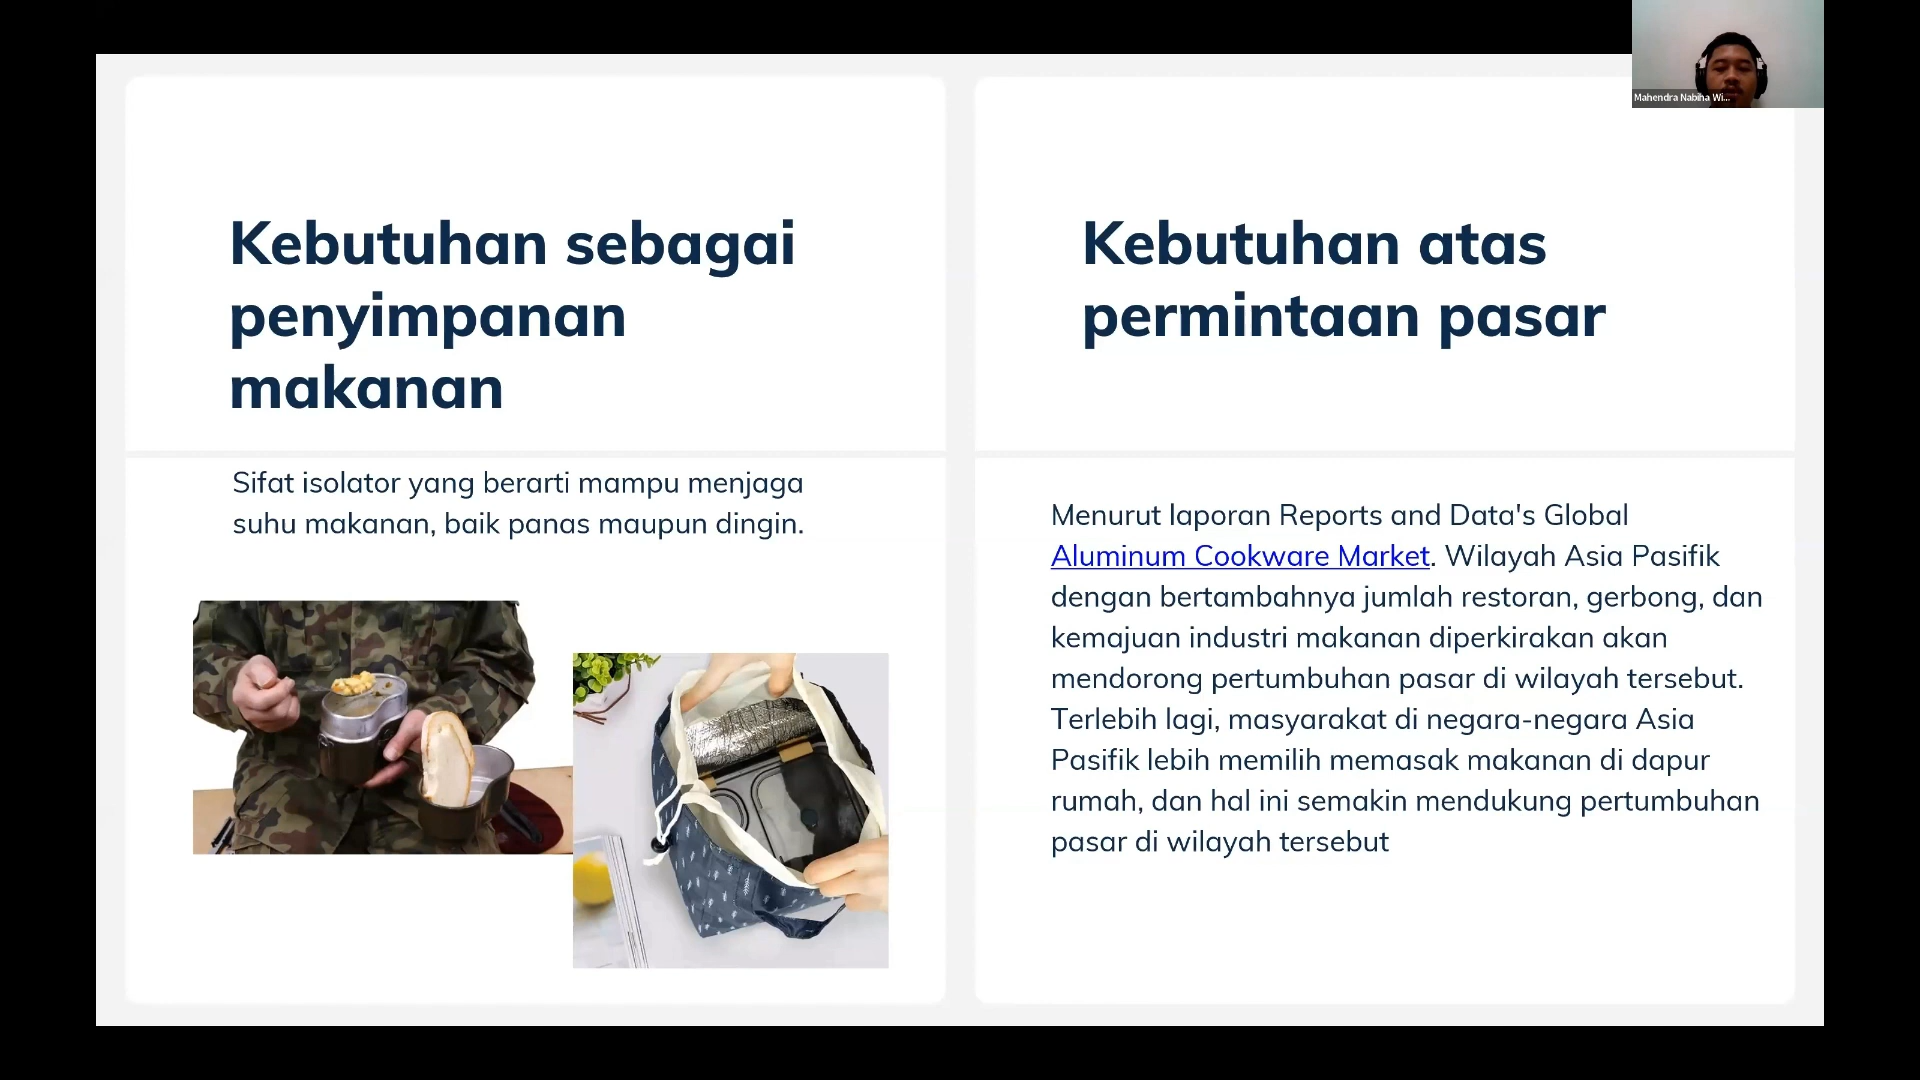 Mahendra Nabiha Wi...
Kebutuhan sebagai
penyimpanan
makanan
Sifat isolator yang berarti mampu menjaga
suhu makanan, baik panas maupun dingin.
Kebutuhan atas
permintaan pasar
Menurut laporan Reports and Data's Global
Aluminum Cookware Market. Wilayah Asia Pasifik
dengan bertambahnya jumlah restoran, gerbong, dan
kemajuan industri makanan diperkirakan akan
mendorong pertumbuhan pasar di wilayah tersebut.
Terlebih lagi, masyarakat di negara-negara Asia
Pasifik lebih memilih memasak makanan di dapur
rumah, dan hal ini semakin mendukung pertumbuhan
pasar di wilayah tersebut